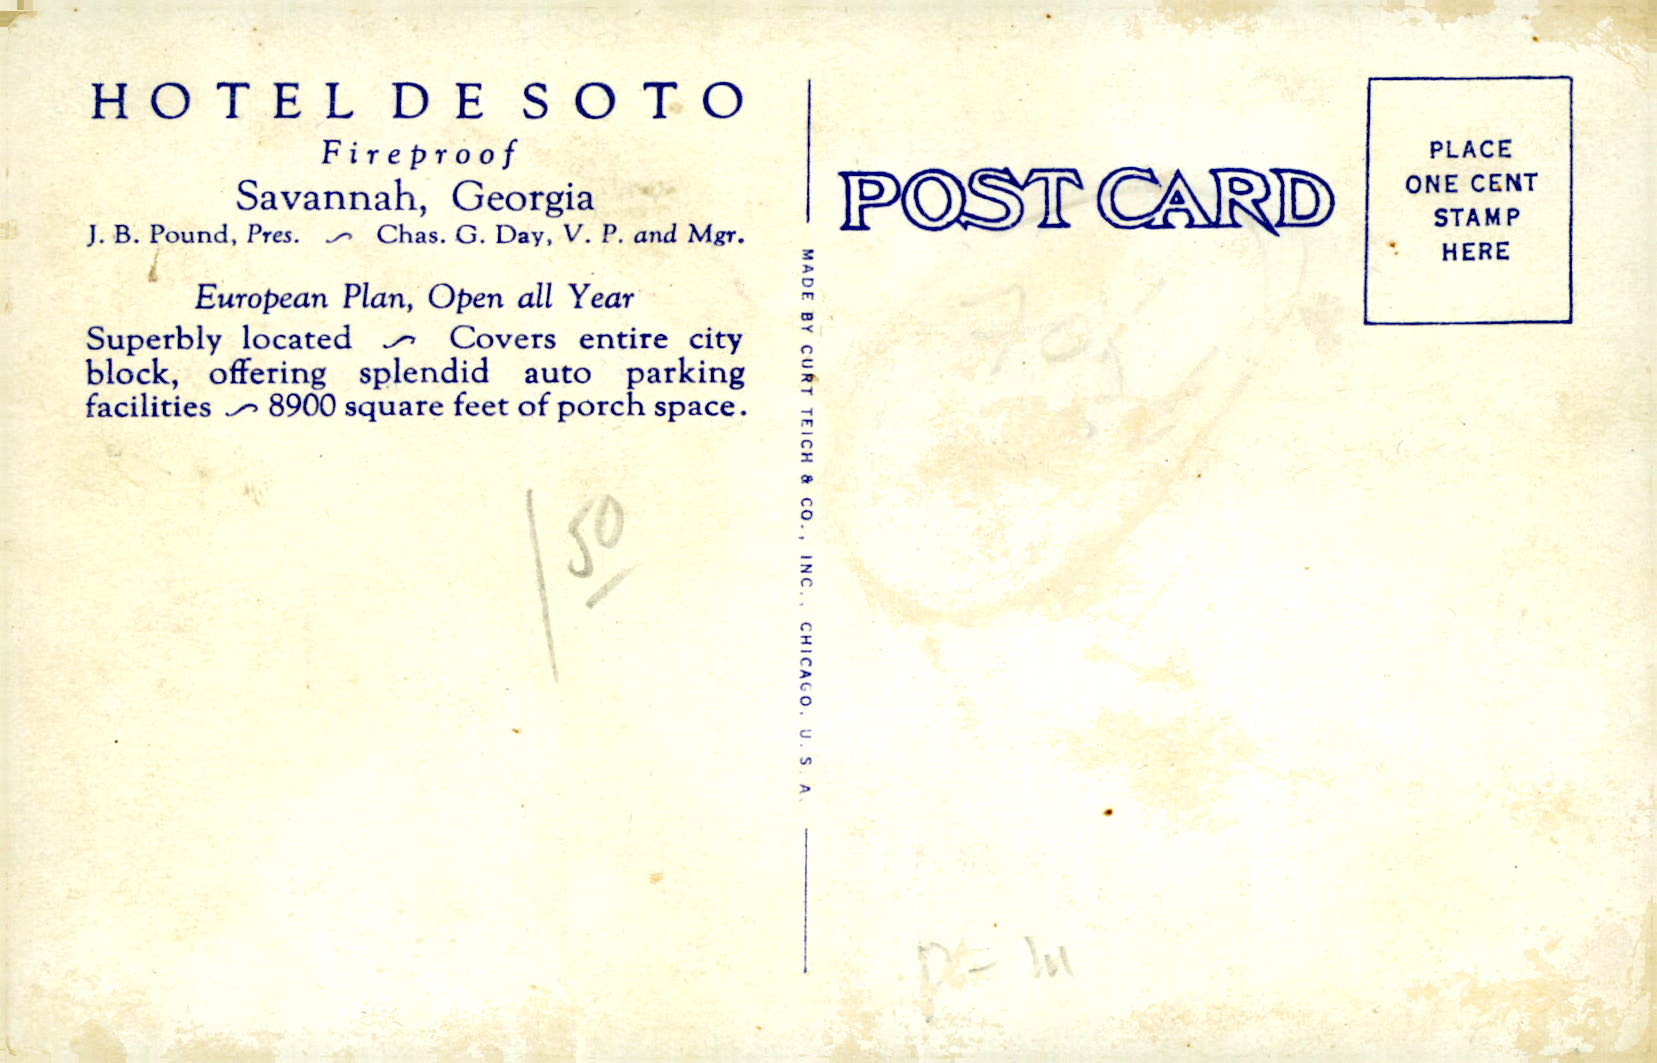 HOTEL DE SOTO
Fireproof
Savannah, Georgia
J. B. Pound, Pres. Chas. G. Day, V. P. and Mgr.
European Plan, Open all Year
Superbly located Covers entire city
block, offering splendid auto parking
facilities 8900 square feet of porch space.
1 50
MADE BY CURT TEICH & CO., INC., CHICAGO, U. S. A.
POST CARD
PLACE
ONE CENT
STAMP
HERE